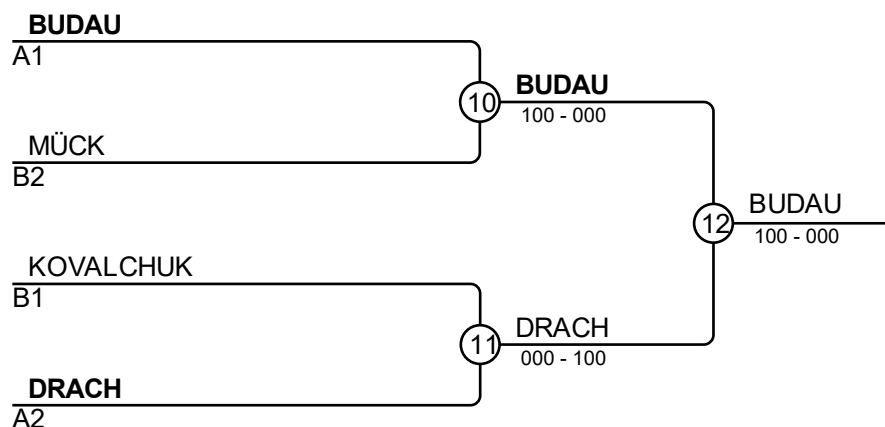 BUDAU
A1
10
BUDAU
100 - 000
MÜCK
B2
12
BUDAU
100 - 000
KOVALCHUK
B1
11
DRACH
000 - 100
DRACH
A2